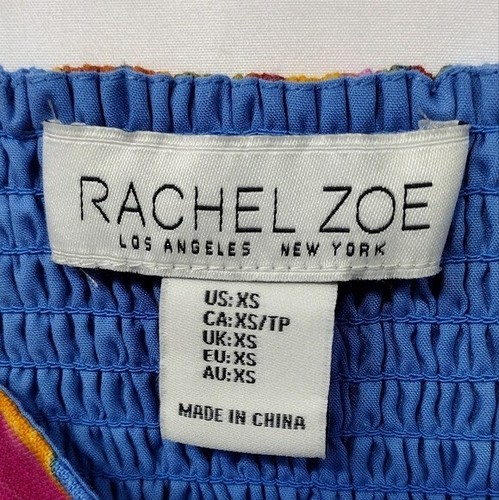 RACHEL ZOE
LOS ANGELES NEW YORK
US:XS
CA:XS/TP
UK:XS
EU:XS
AU:XS
MADE IN CHINA